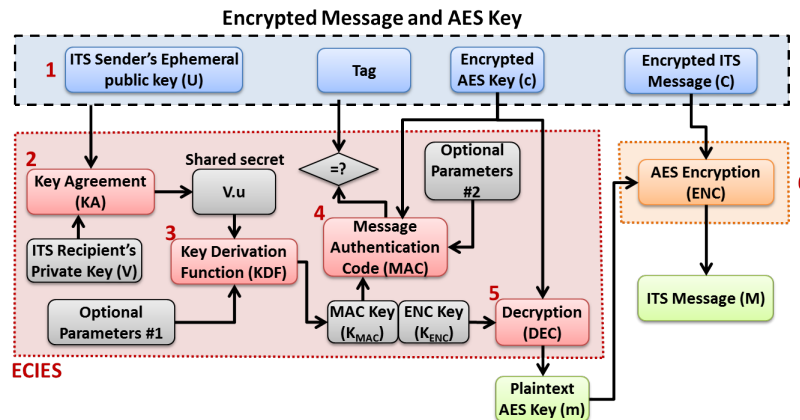 Encrypted Message and AES Key
1
ITS Sender's Ephemeral
public key (U)
Tag
Encrypted
AES Key (c)
Encrypted ITS
Message (C)
2
Key Agreement
(KA)
Shared secret
V.u
=?
Optional
Parameters
#2
AES Encryption
(ENC)
ITS Recipient's
Private Key (V)
3
Key Derivation
Function (KDF)
4
Message
Authentication
Code (MAC)
Optional
Parameters #1
MAC Key
(KMAC)
ENC Key
(KENC)
5
Decryption
(DEC)
ITS Message (M)
ECIES
Plaintext
AES Key (m)